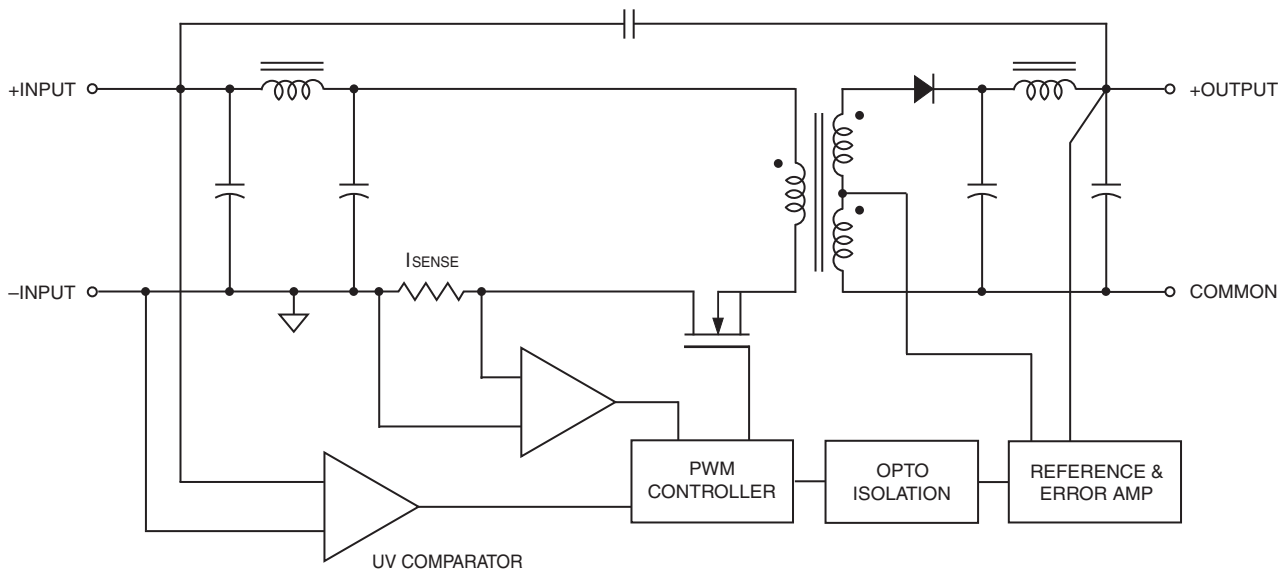 +INPUT
+OUTPUT
ISENSE
–INPUT
COMMON
PWM
CONTROLLER
OPTO
ISOLATION
REFERENCE &
ERROR AMP
UV COMPARATOR